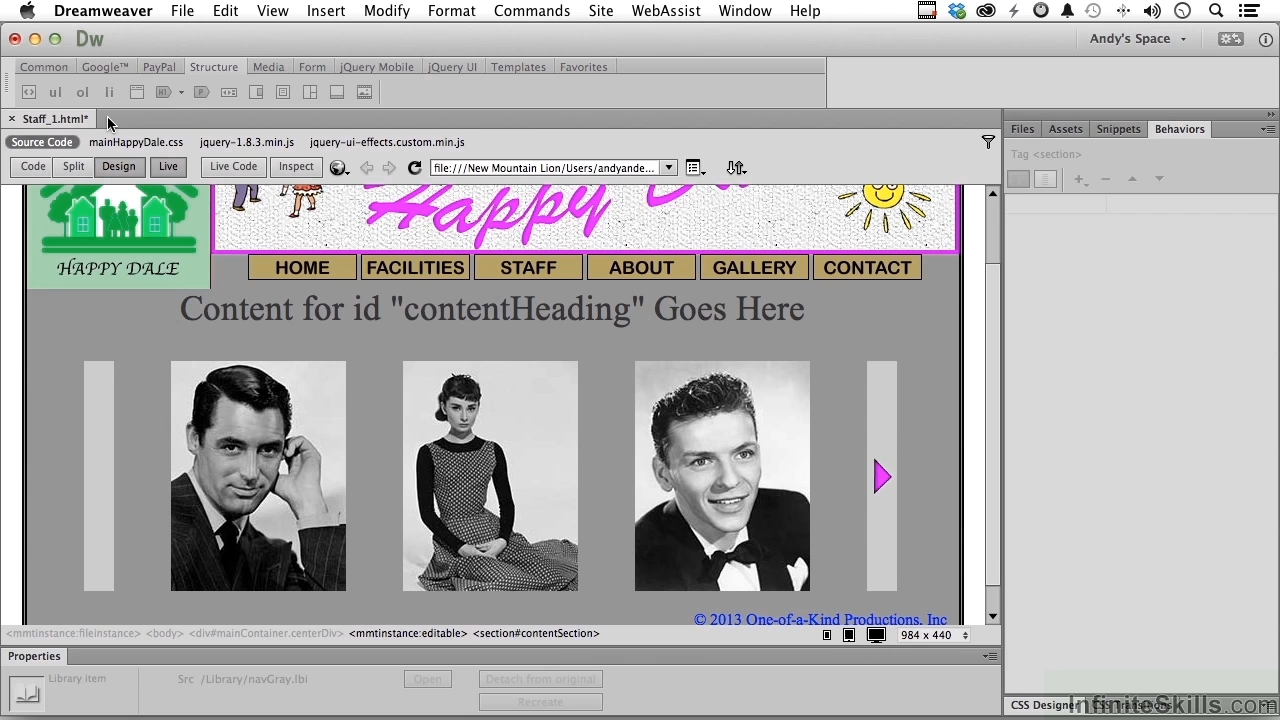 Dreamweaver File Edit View Insert Modify Format Commands Site WebAssist Window Help
Dw Andy's Space
Common Google™ PayPal Structure Media Form jQuery Mobile jQuery UI Templates Favorites
ul ol li
Staff_1.html*
Source Code mainHappyDale.css jquery-1.8.3.min.js jquery-ui-effects.custom.min.js
Code Split Design Live Live Code Inspect file:///New Mountain Lion/Users/andyande...
Files Assets Snippets Behaviors
Tag <section>
Happy
HAPPY DALE
HOME FACILITIES STAFF ABOUT GALLERY CONTACT
Content for id "contentHeading" Goes Here
© 2013 One-of-a-Kind Productions, Inc
<mmtinstance:fileinstance> <body> <div#mainContainer.centerDiv> <mmtinstance:editable> <section#contentSection> 984 x 440
Properties
Library item Src /Library/navGray.lbi Open Detach from original
Recreate
CSS Designer CSS Transitions
InfiniteSkills.com